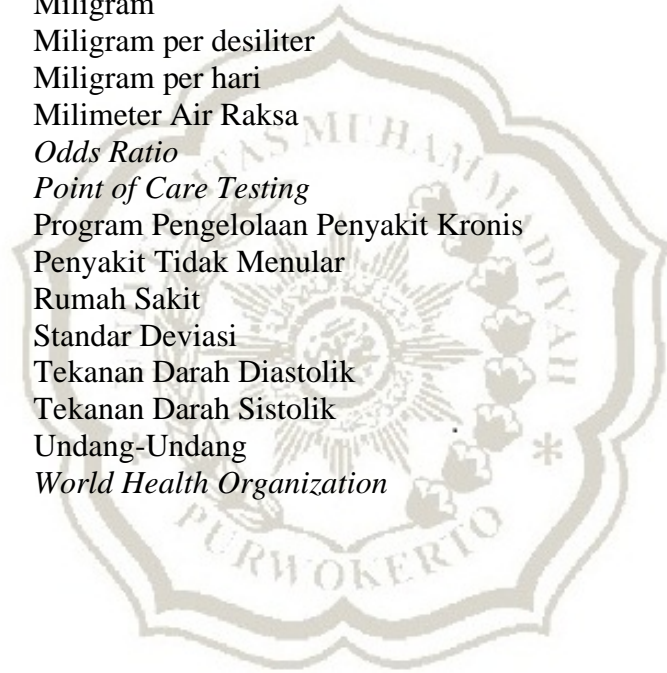 Miligram
Miligram per desiliter
Miligram per hari
Milimeter Air Raksa
Odds Ratio
Point of Care Testing
Program Pengelolaan Penyakit Kronis
Penyakit Tidak Menular
Rumah Sakit
Standar Deviasi
Tekanan Darah Diastolik
Tekanan Darah Sistolik
Undang-Undang
World Health Organization
MUHAMMADIYAH
PURWOKERTO